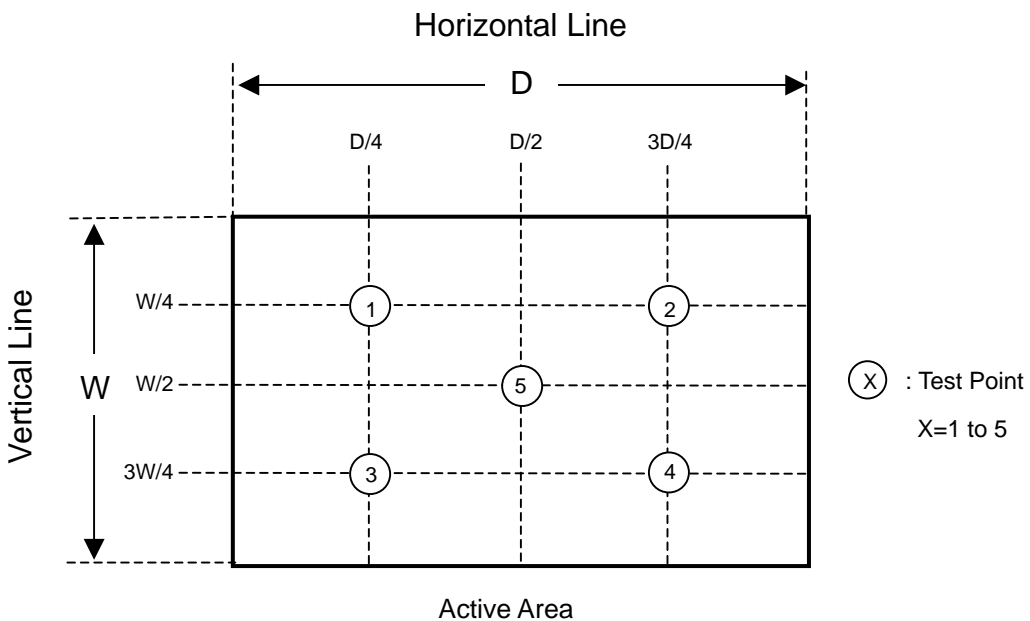 Horizontal Line
D
D/4 D/2 3D/4
Vertical Line
W
W/4
1 2
W/2
5
3W/4
3 4
X : Test Point
X=1 to 5
Active Area